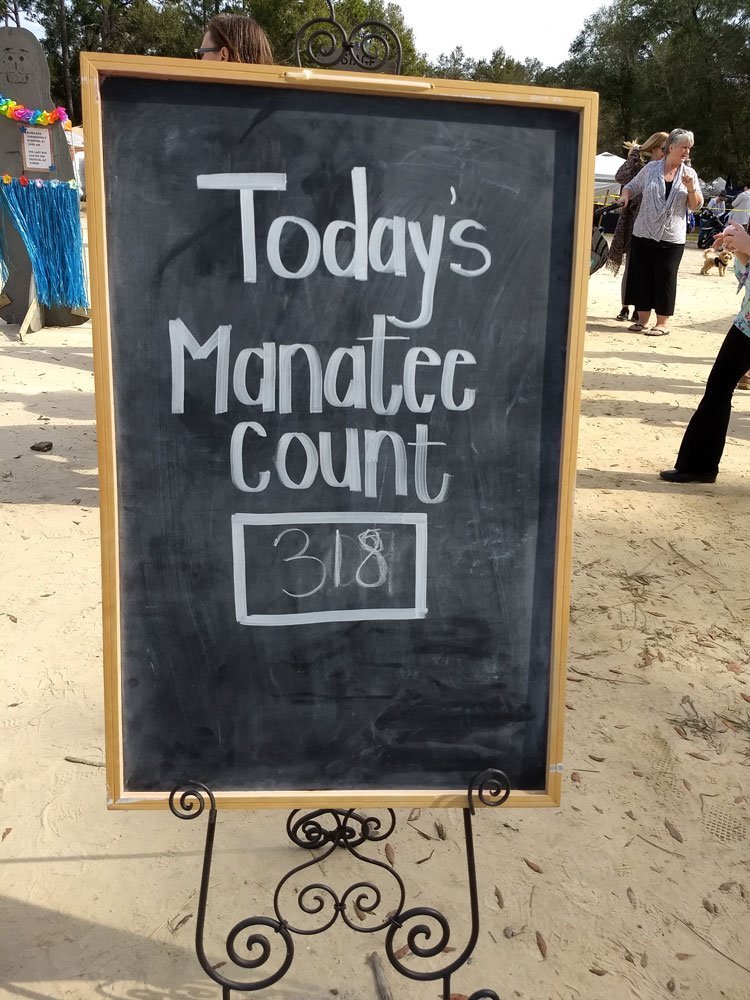 Today's
Manatee
Count
318